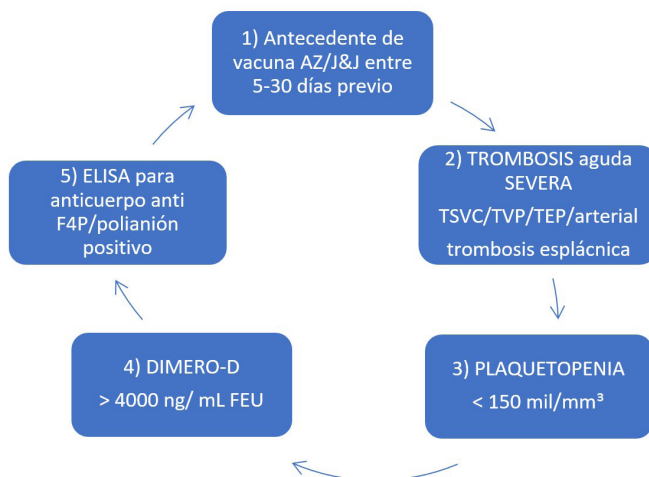 1) Antecedente de
vacuna AZ/J&J entre
5-30 días previo
2) TROMBOSIS aguda
SEVERA
TSVC/TVP/TEP/arterial
trombosis esplácnica
3) PLAQUETOPENIA
< 150 mil/mm³
4) DIMERO-D
> 4000 ng/ mL FEU
5) ELISA para
anticuerpo anti
F4P/polianión
positivo